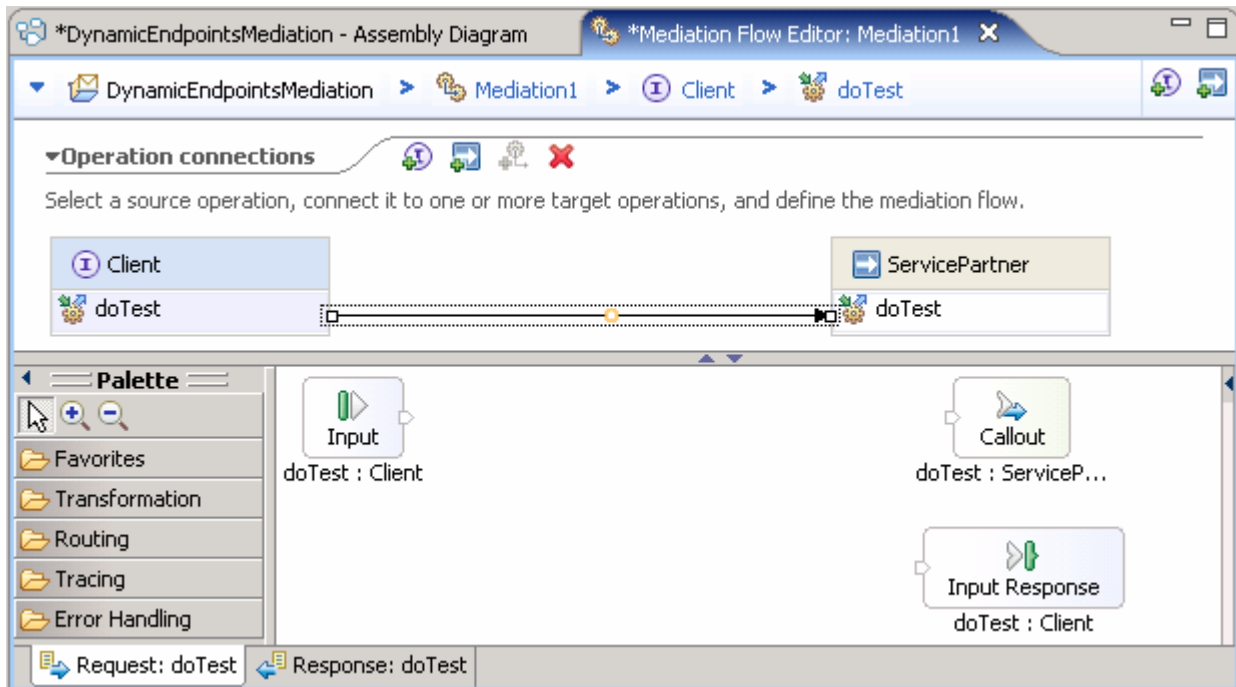 *DynamicEndpointsMediation - Assembly Diagram *Mediation Flow Editor: Mediation1
DynamicEndpointsMediation > Mediation1 > Client > doTest
Operation connections
Select a source operation, connect it to one or more target operations, and define the mediation flow.
Client ServicePartner
doTest doTest
Palette
Favorites
Transformation
Routing
Tracing
Error Handling
Input
doTest : Client
Callout
doTest : ServiceP...
Input Response
doTest : Client
Request: doTest Response: doTest